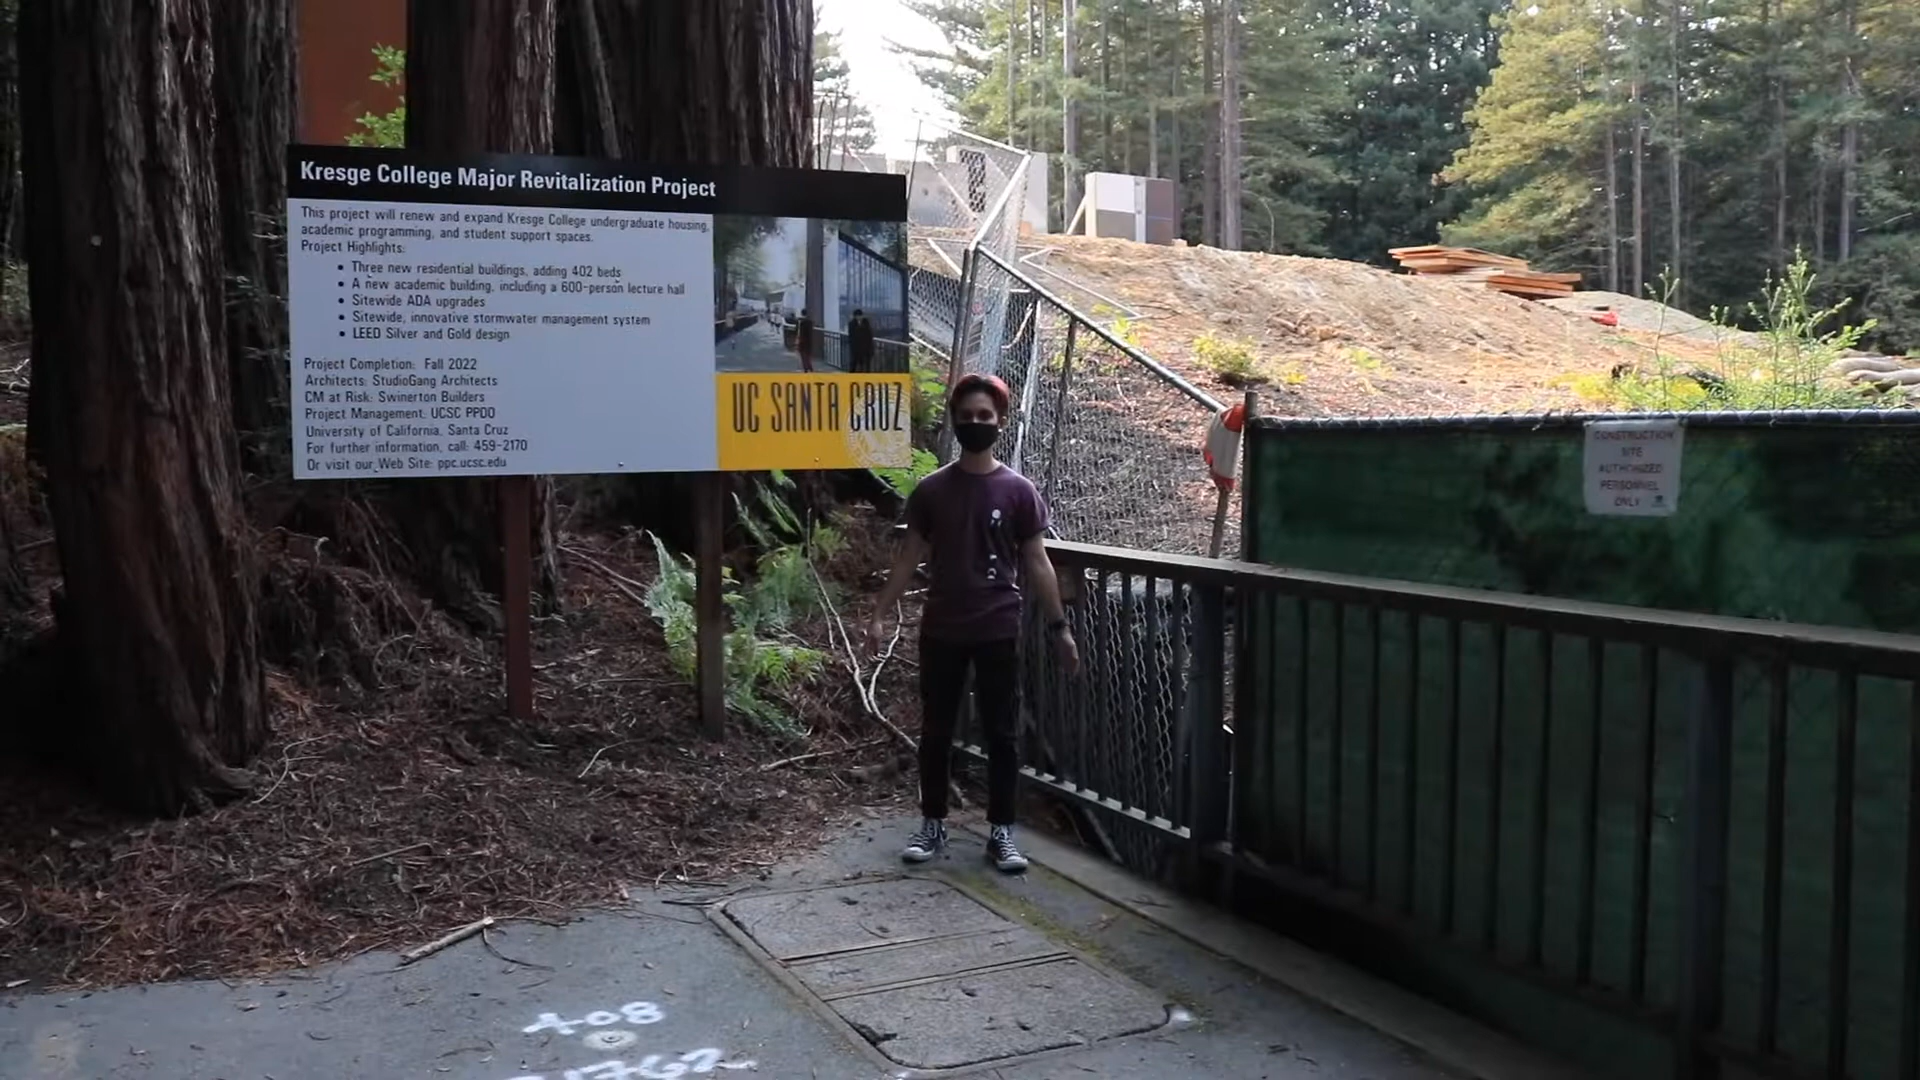 Kresge College Major Revitalization Project
This project will renew and expand Kresge College undergraduate housing,
academic programming, and student support spaces.
Project Highlights:
• Three new residential buildings, adding 402 beds
• A new academic building, including a 600-person lecture hall
• Sitewide ADA upgrades
• Sitewide, innovative stormwater management system
• LEED Silver and Gold design
Project Completion: Fall 2022
Architects: StudioGang Architects
CM at Risk: Swinerton Builders
Project Management: UCSC PPDO
University of California, Santa Cruz
For further information, call: 459-2170
Or visit our Web Site: ppc.ucsc.edu
UC SANTA CRUZ
CONSTRUCTION
SITE
AUTHORIZED
PERSONNEL
ONLY
408
1762